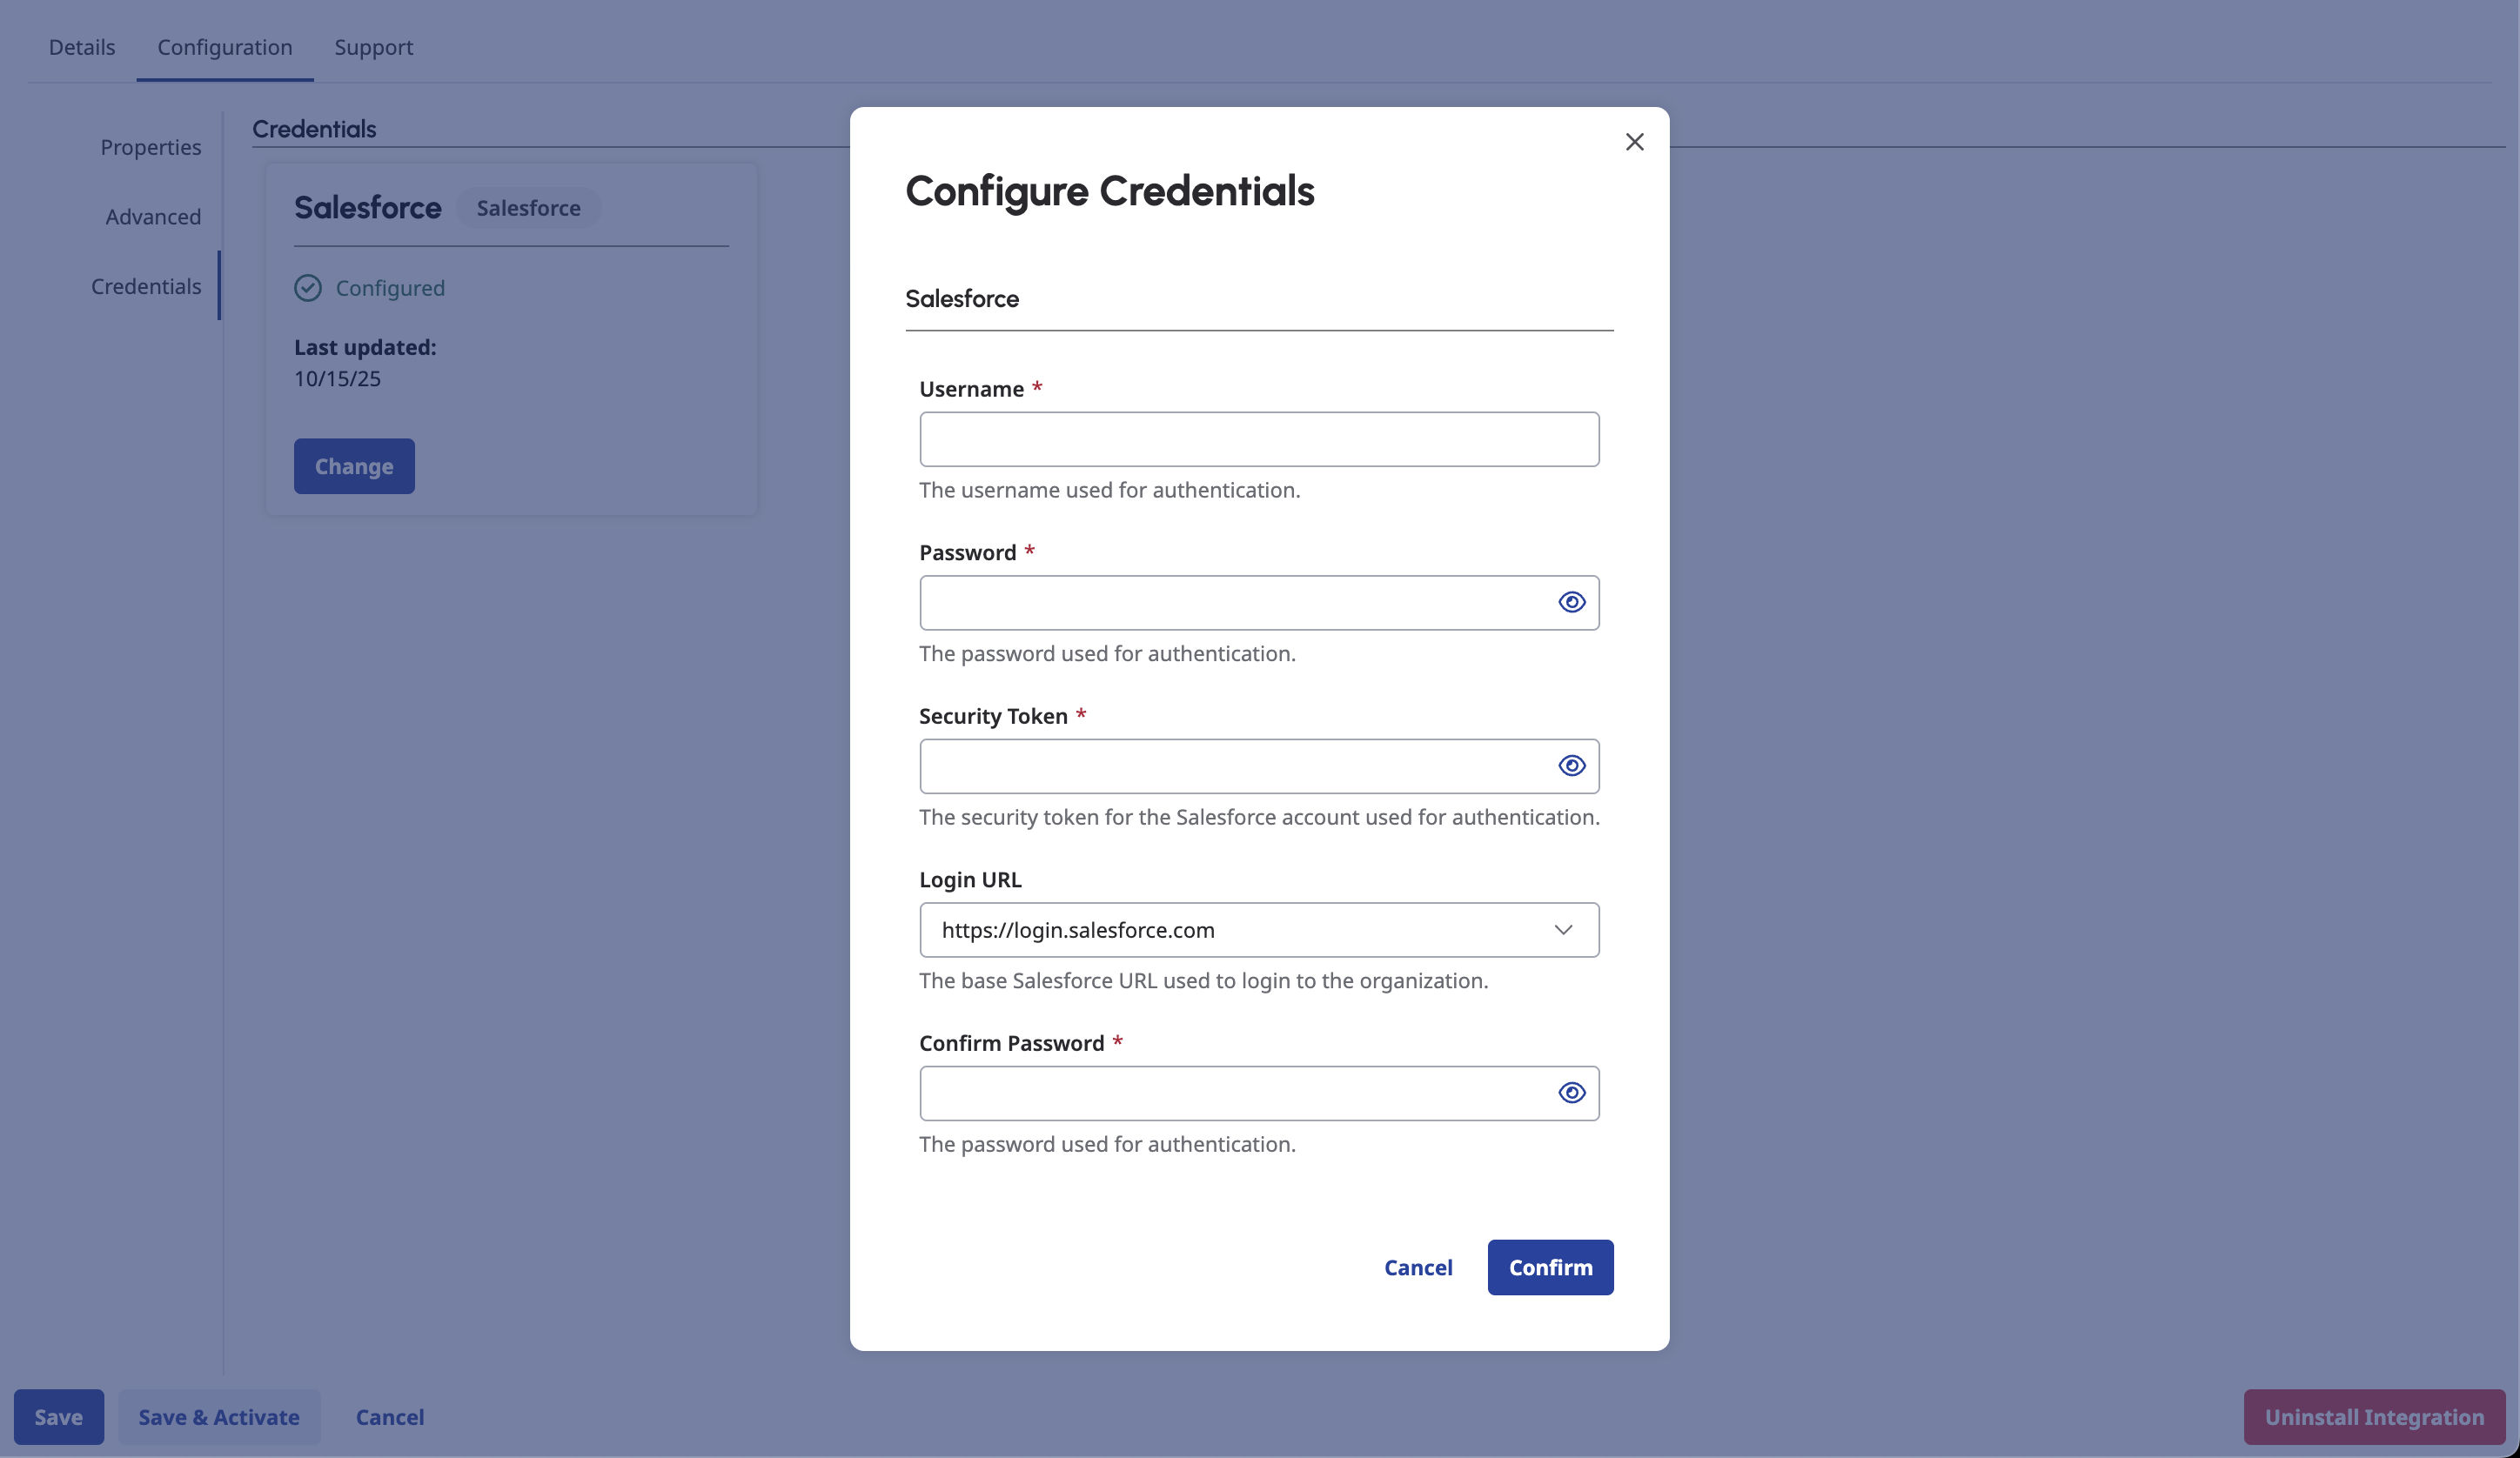 Details
Configuration
Support
Properties
Advanced
Credentials
Credentials
Salesforce
Salesforce
Configured
Last updated:
10/15/25
Change
Configure Credentials
Salesforce
Username *
The username used for authentication.
Password *
The password used for authentication.
Security Token *
The security token for the Salesforce account used for authentication.
Login URL
https://login.salesforce.com
The base Salesforce URL used to login to the organization.
Confirm Password *
The password used for authentication.
Cancel
Confirm
Save
Save & Activate
Cancel
Uninstall Integration